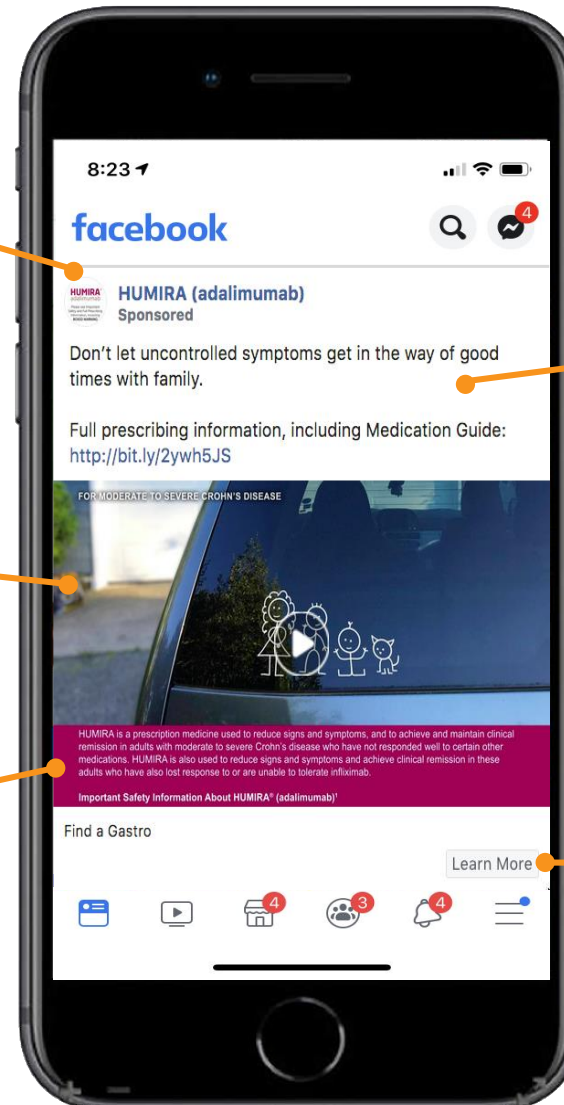 8:23
facebook
4
HUMIRA
adalimumab
HUMIRA (adalimumab)
Sponsored
Don't let uncontrolled symptoms get in the way of good
times with family.
Full prescribing information, including Medication Guide:
http://bit.ly/2ywh5JS
FOR MODERATE TO SEVERE CROHN'S DISEASE
HUMIRA is a prescription medicine used to reduce signs and symptoms, and to achieve and maintain clinical
remission in adults with moderate to severe Crohn's disease who have not responded well to certain other
medications. HUMIRA is also used to reduce signs and symptoms and achieve clinical remission in these
adults who have also lost response to or are unable to tolerate infliximab.
Important Safety Information About HUMIRA® (adalimumab)¹
Find a Gastro
Learn More
4
3
4